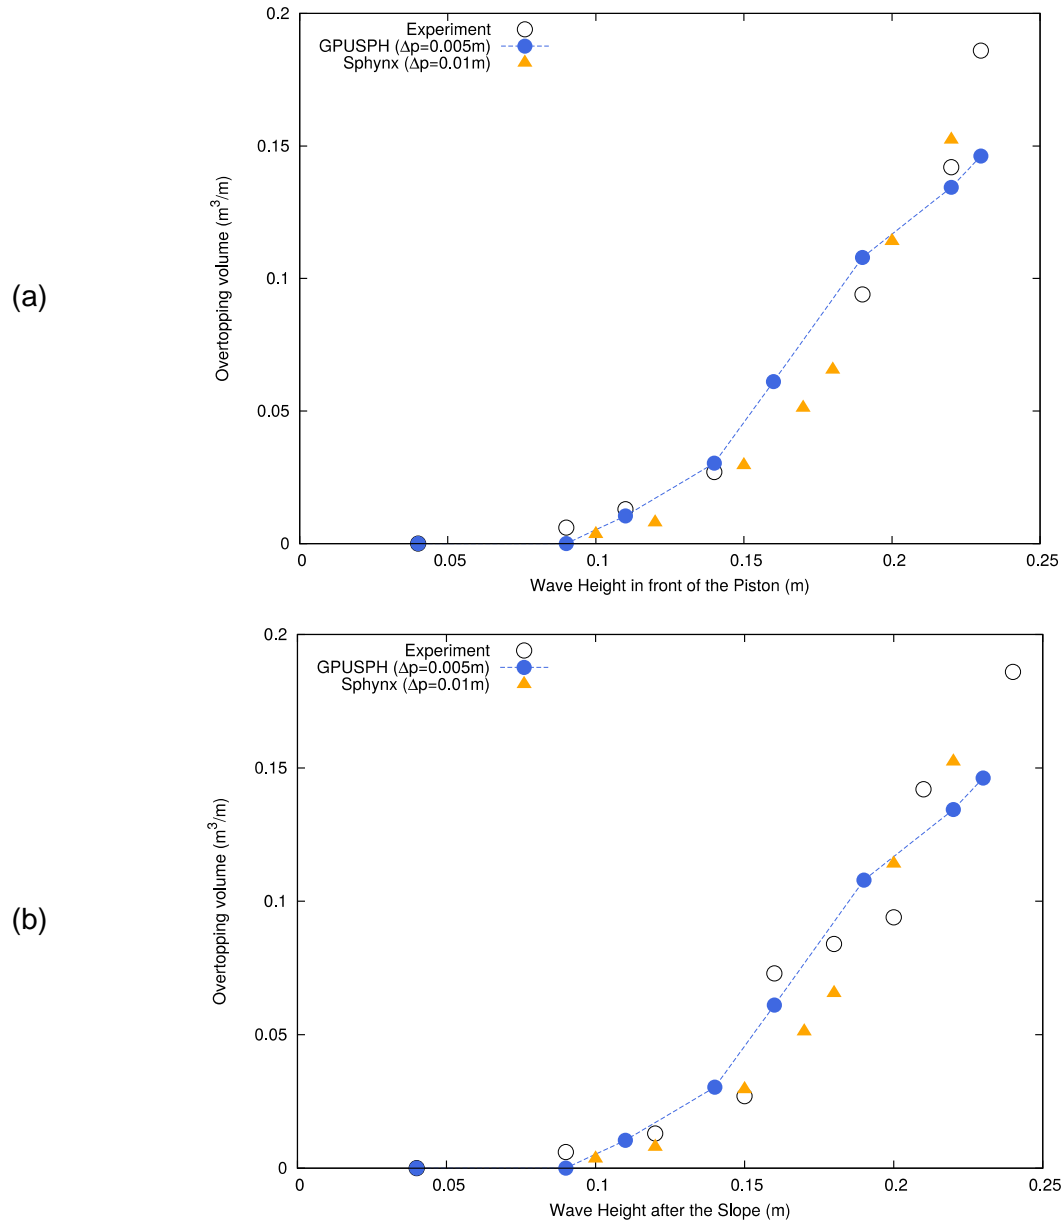 (a)
Overtopping volume (m³/m)
0.2
0.15
0.1
0.05
0
Experiment
GPUSPH (Δp=0.005m)
Sphynx (Δp=0.01m)
0 0.05 0.1 0.15 0.2 0.25
Wave Height in front of the Piston (m)
(b)
Overtopping volume (m³/m)
0.2
0.15
0.1
0.05
0
Experiment
GPUSPH (Δp=0.005m)
Sphynx (Δp=0.01m)
0 0.05 0.1 0.15 0.2 0.25
Wave Height after the Slope (m)